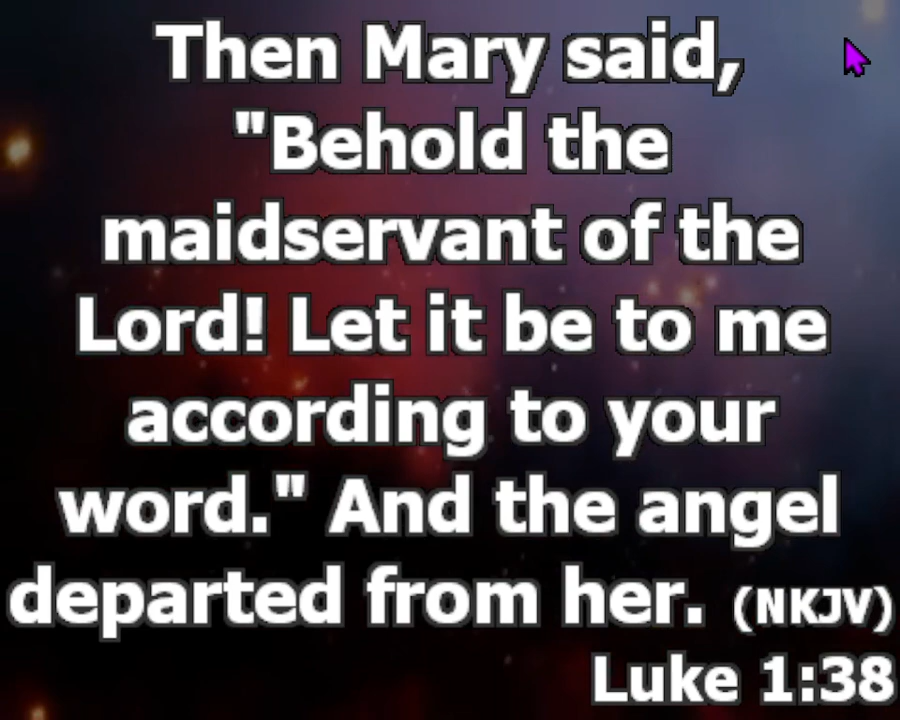 Then Mary said,
"Behold the
maidservant of the
Lord! Let it be to me
according to your
word." And the angel
departed from her. (NKJV)
Luke 1:38